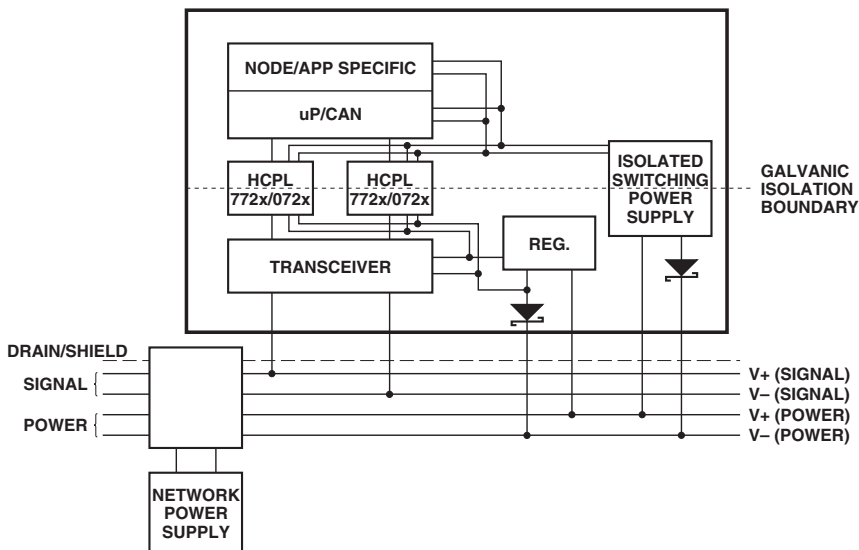 NODE/APP SPECIFIC
uP/CAN
HCPL
772x/072x
HCPL
772x/072x
ISOLATED
SWITCHING
POWER
SUPPLY
GALVANIC
ISOLATION
BOUNDARY
TRANSCEIVER
REG.
DRAIN/SHIELD
SIGNAL
POWER
V+ (SIGNAL)
V– (SIGNAL)
V+ (POWER)
V– (POWER)
NETWORK
POWER
SUPPLY